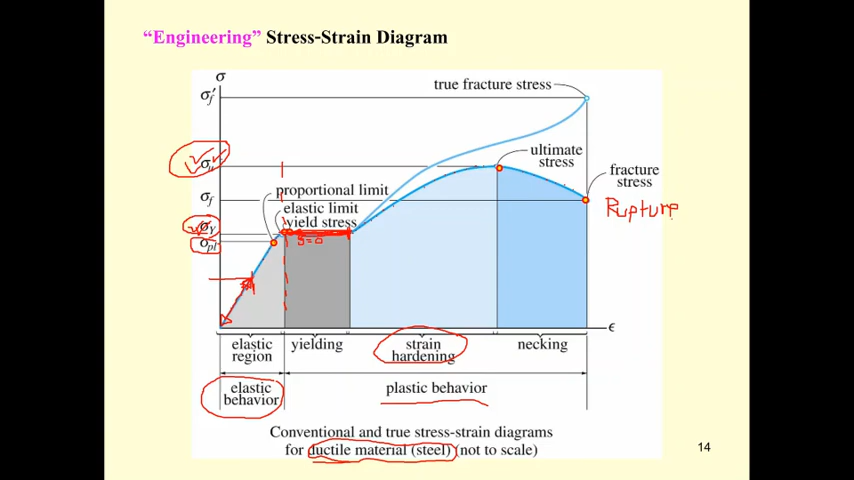 “Engineering” Stress-Strain Diagram
σ
σf′
true fracture stress
σu
ultimate
stress
fracture
stress
proportional limit
σf
Rupture
elastic limit
yield stress
σY
σpl
S=0
ϵ
elastic
region
yielding
strain
hardening
necking
elastic
behavior
plastic behavior
Conventional and true stress-strain diagrams
for ductile material (steel) (not to scale)
14